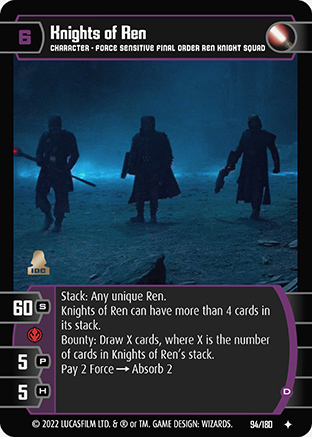 6
Knights of Ren
CHARACTER - FORCE SENSITIVE FINAL ORDER REN KNIGHT SQUAD
IDC
60 S
5 P
5 H
Stack: Any unique Ren.
Knights of Ren can have more than 4 cards in
its stack.
Bounty: Draw X cards, where X is the number
of cards in Knights of Ren's stack.
Pay 2 Force → Absorb 2
D
© 2022 LUCASFILM LTD. & ® or TM. GAME DESIGN: WIZARDS.
94/180